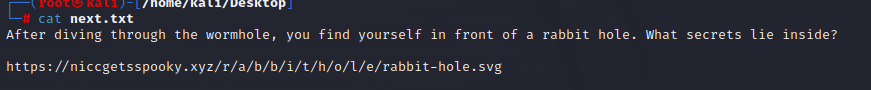 ┌──(root㉿kali)-[/home/kali/Desktop]
└─# cat next.txt
After diving through the wormhole, you find yourself in front of a rabbit hole. What secrets lie inside?
https://niccgetsspooky.xyz/r/a/b/b/i/t/h/o/l/e/rabbit-hole.svg